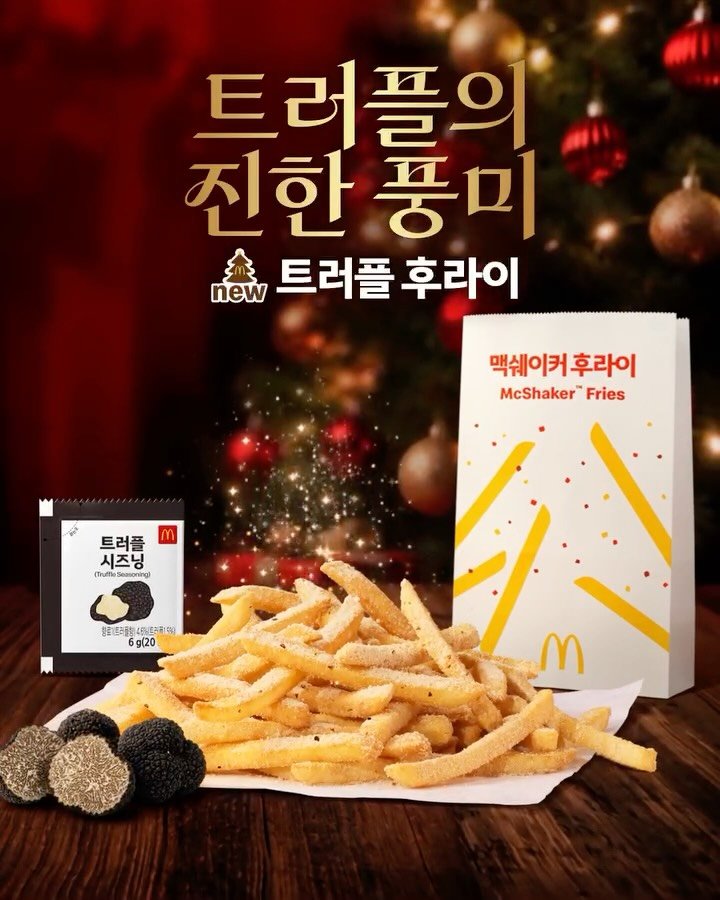 트러플의
진한 풍미
new 트러플 후라이
맥쉐이커 후라이
McShaker™ Fries
트러플
시즈닝
(Truffle Seasoning)
6 g(20